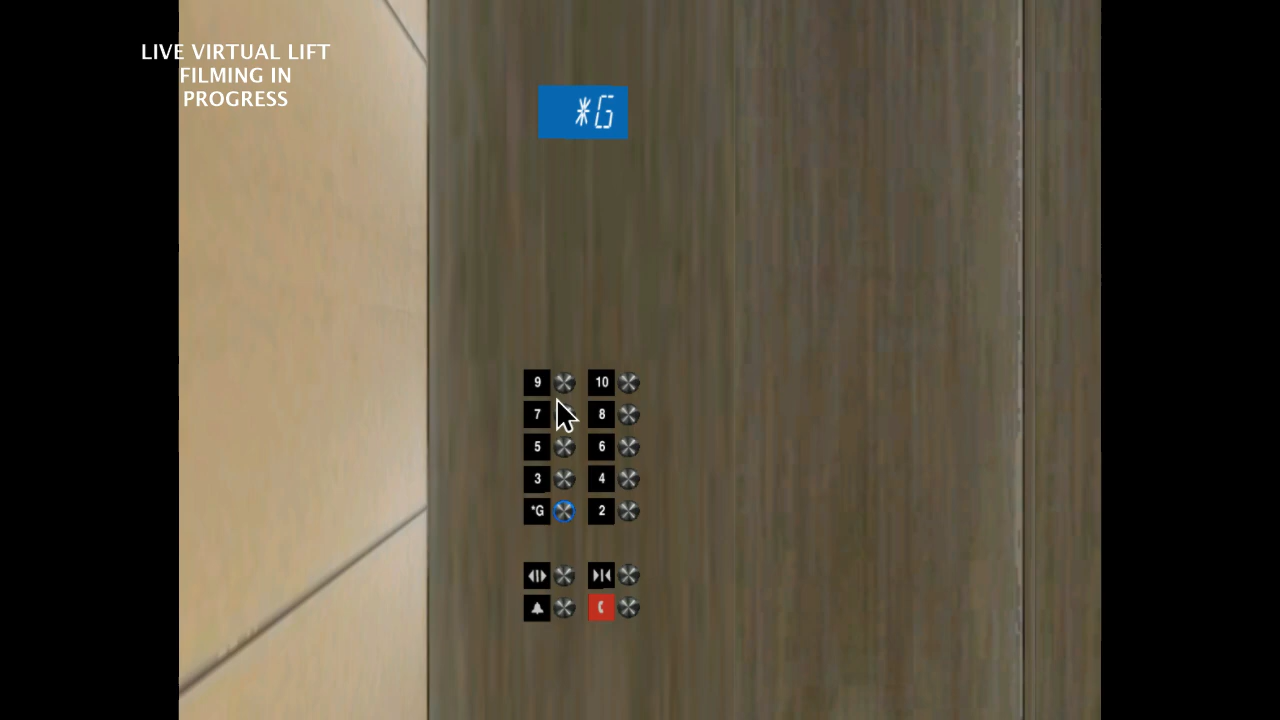 LIVE VIRTUAL LIFT
FILMING IN
PROGRESS
*G
9 10
7 8
5 6
3 4
*G 2